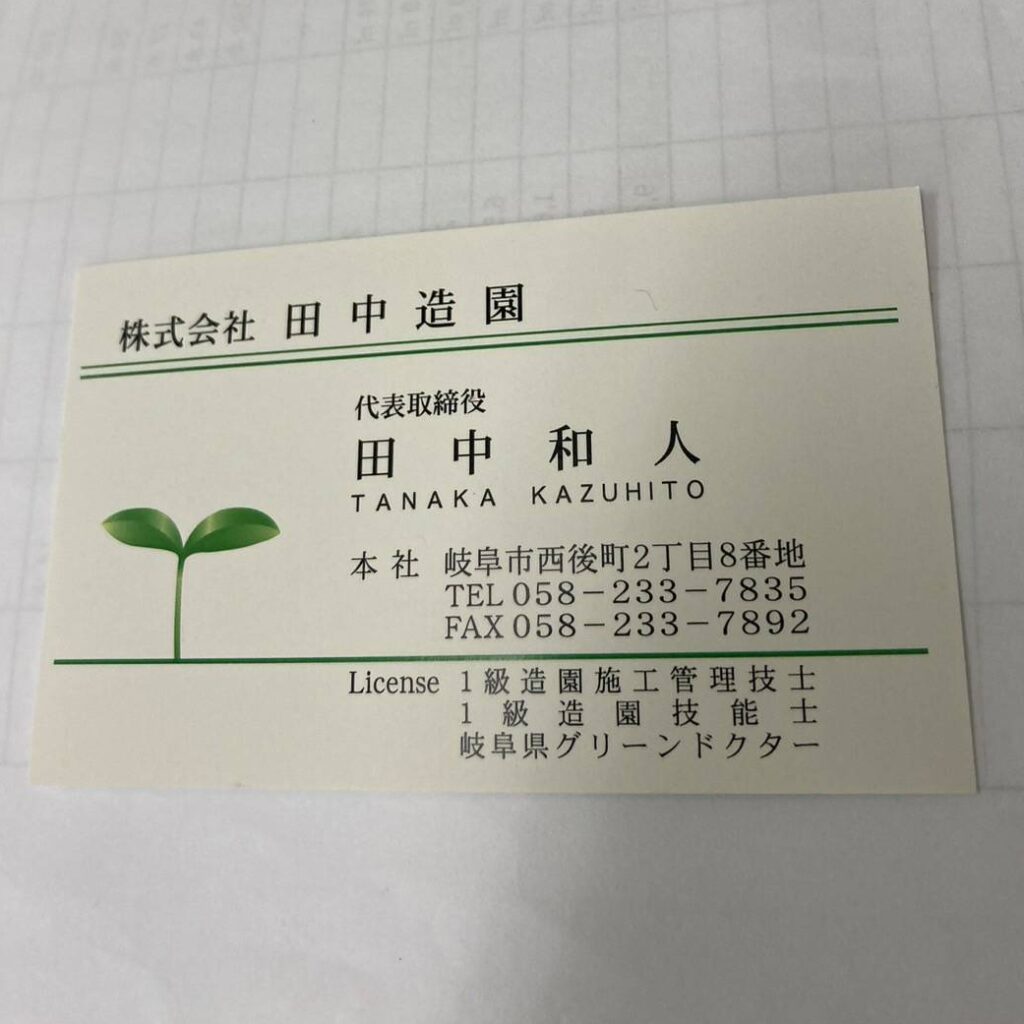 株式会社 田中造園
代表取締役
田中和人
TANAKA KAZUHITO
本社 岐阜市西後町2丁目8番地
TEL 058－233－7835
FAX 058－233－7892
License 1級造園施工管理技士
1級造園技能士
岐阜県グリーンドクター